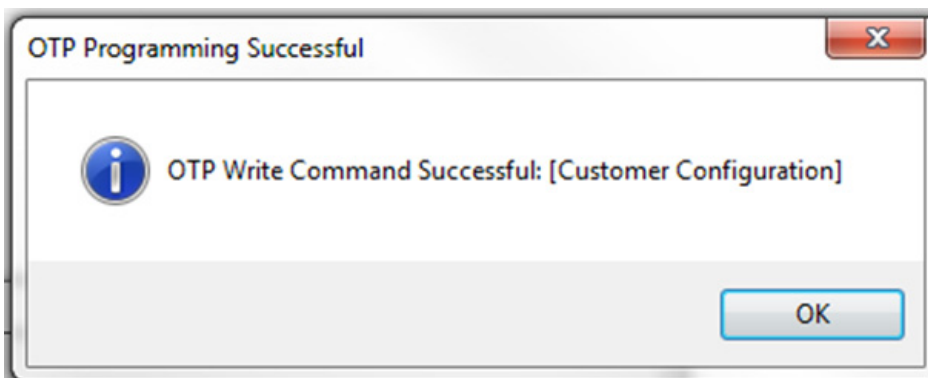 OTP Programming Successful
OTP Write Command Successful: [Customer Configuration]
OK